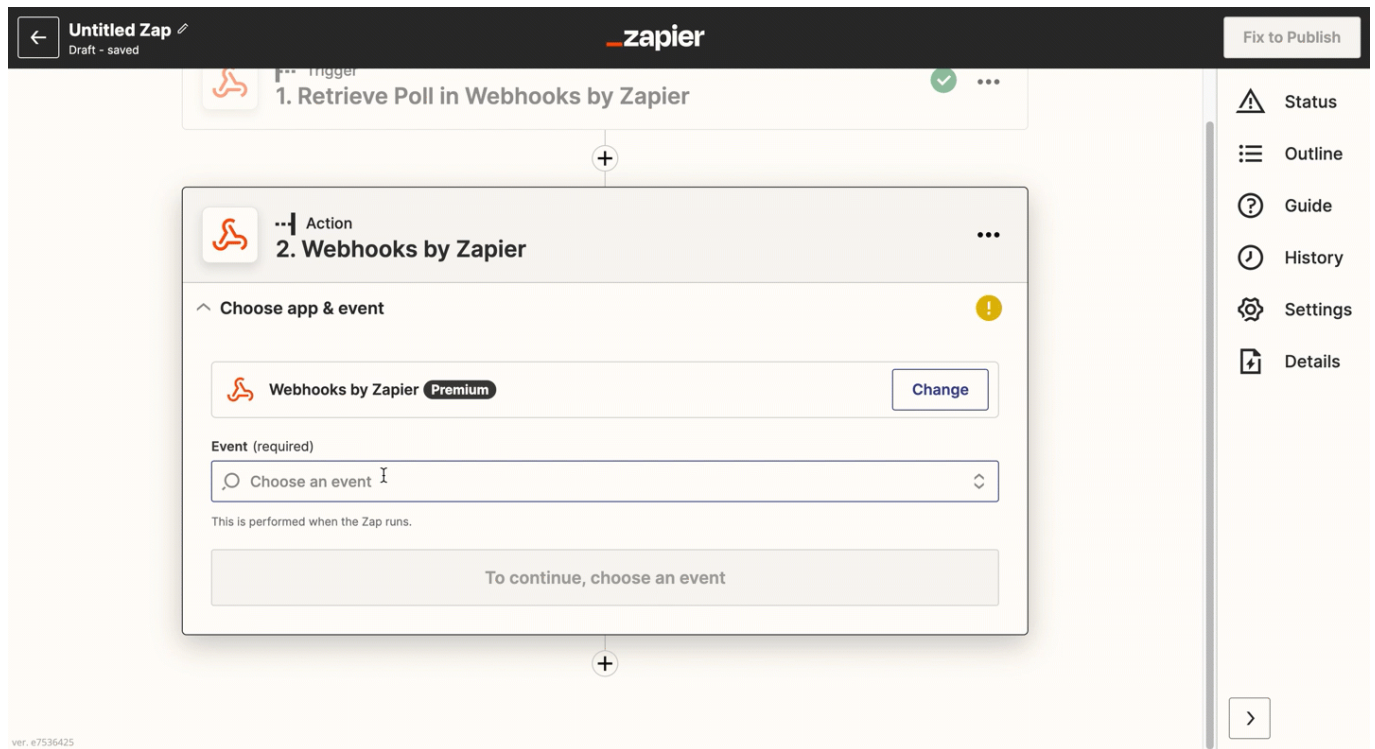 Untitled Zap
Draft - saved
zapier
Fix to Publish
Trigger
1. Retrieve Poll in Webhooks by Zapier
Action
2. Webhooks by Zapier
Choose app & event
Webhooks by Zapier Premium
Change
Event (required)
Choose an event
This is performed when the Zap runs.
To continue, choose an event
Status
Outline
Guide
History
Settings
Details
ver. e7536425